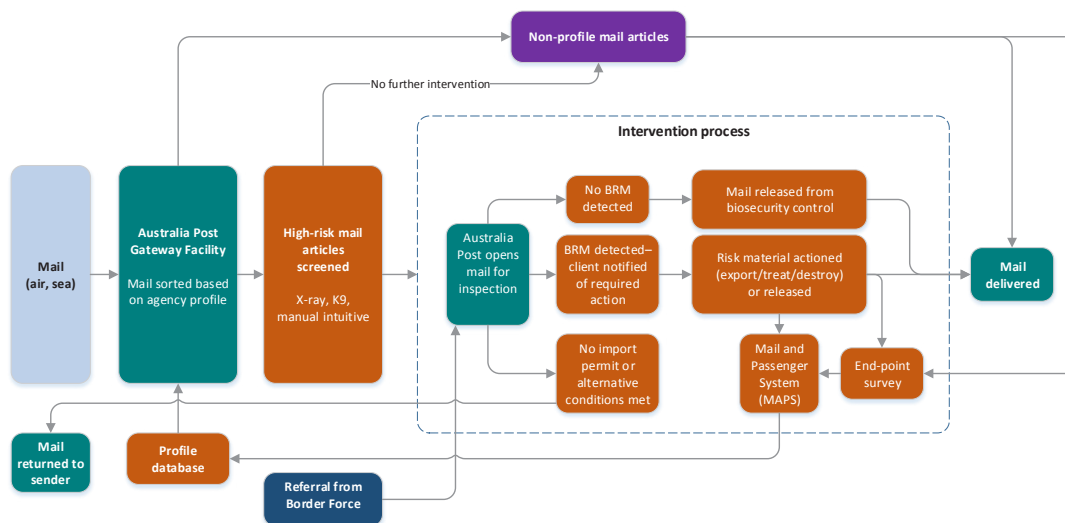 Non-profile mail articles
No further intervention
Intervention process
Mail
(air, sea)
Australia Post
Gateway Facility
Mail sorted based
on agency profile
High-risk mail
articles
screened
X-ray, K9,
manual intuitive
Australia
Post opens
mail for
inspection
No BRM
detected
Mail released from
biosecurity control
BRM detected–
client notified
of required
action
Risk material actioned
(export/treat/destroy)
or released
Mail
delivered
No import
permit or
alternative
conditions met
Mail and
Passenger
System
(MAPS)
End-point
survey
Mail
returned to
sender
Profile
database
Referral from
Border Force